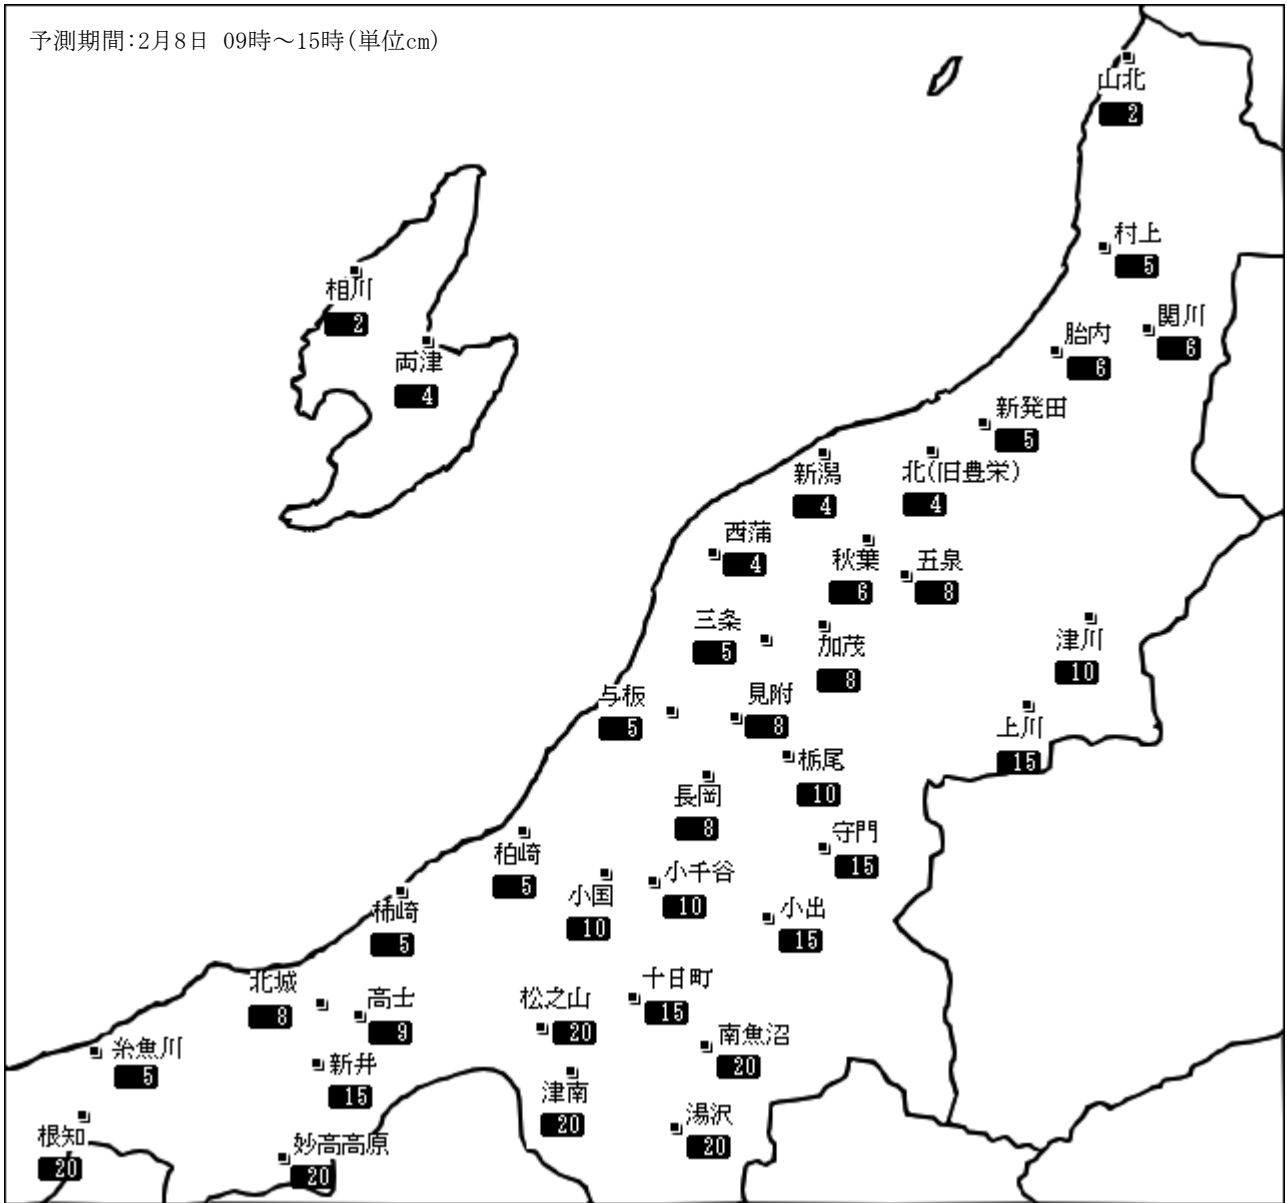 予測期間:2月8日 09時～15時(単位cm)
山北
2
村上
5
関川
6
胎内
6
相川
2
両津
4
新発田
5
新潟
4
北(旧豊栄)
4
西蒲
4
秋葉
6
五泉
8
三条
5
加茂
8
津川
10
与板
5
見附
8
上川
15
栃尾
10
長岡
8
守門
15
柏崎
5
小国
10
小千谷
10
小出
15
柿崎
5
北城
8
高士
9
松之山
20
十日町
15
南魚沼
20
糸魚川
5
新井
15
津南
20
湯沢
20
根知
20
妙高高原
20